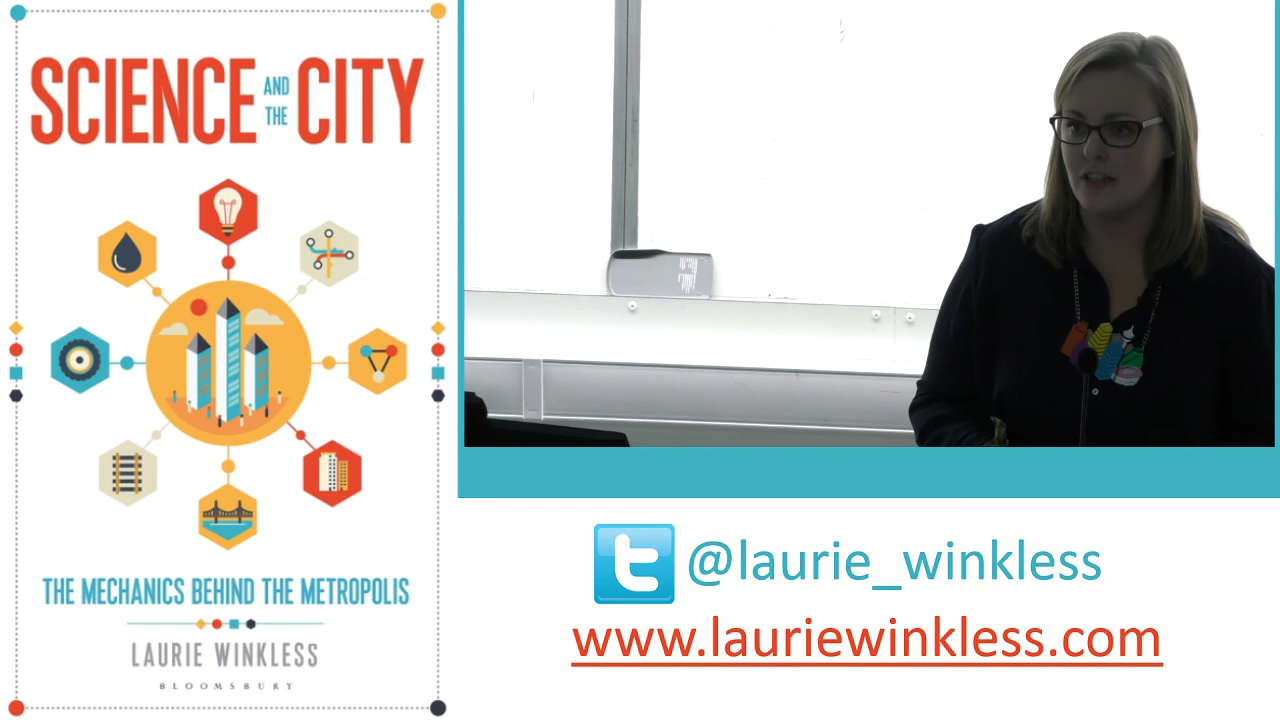 SCIENCE AND THE CITY
THE MECHANICS BEHIND THE METROPOLIS
LAURIE WINKLESS
BLOOMSBURY
@laurie_winkless
www.lauriewinkless.com